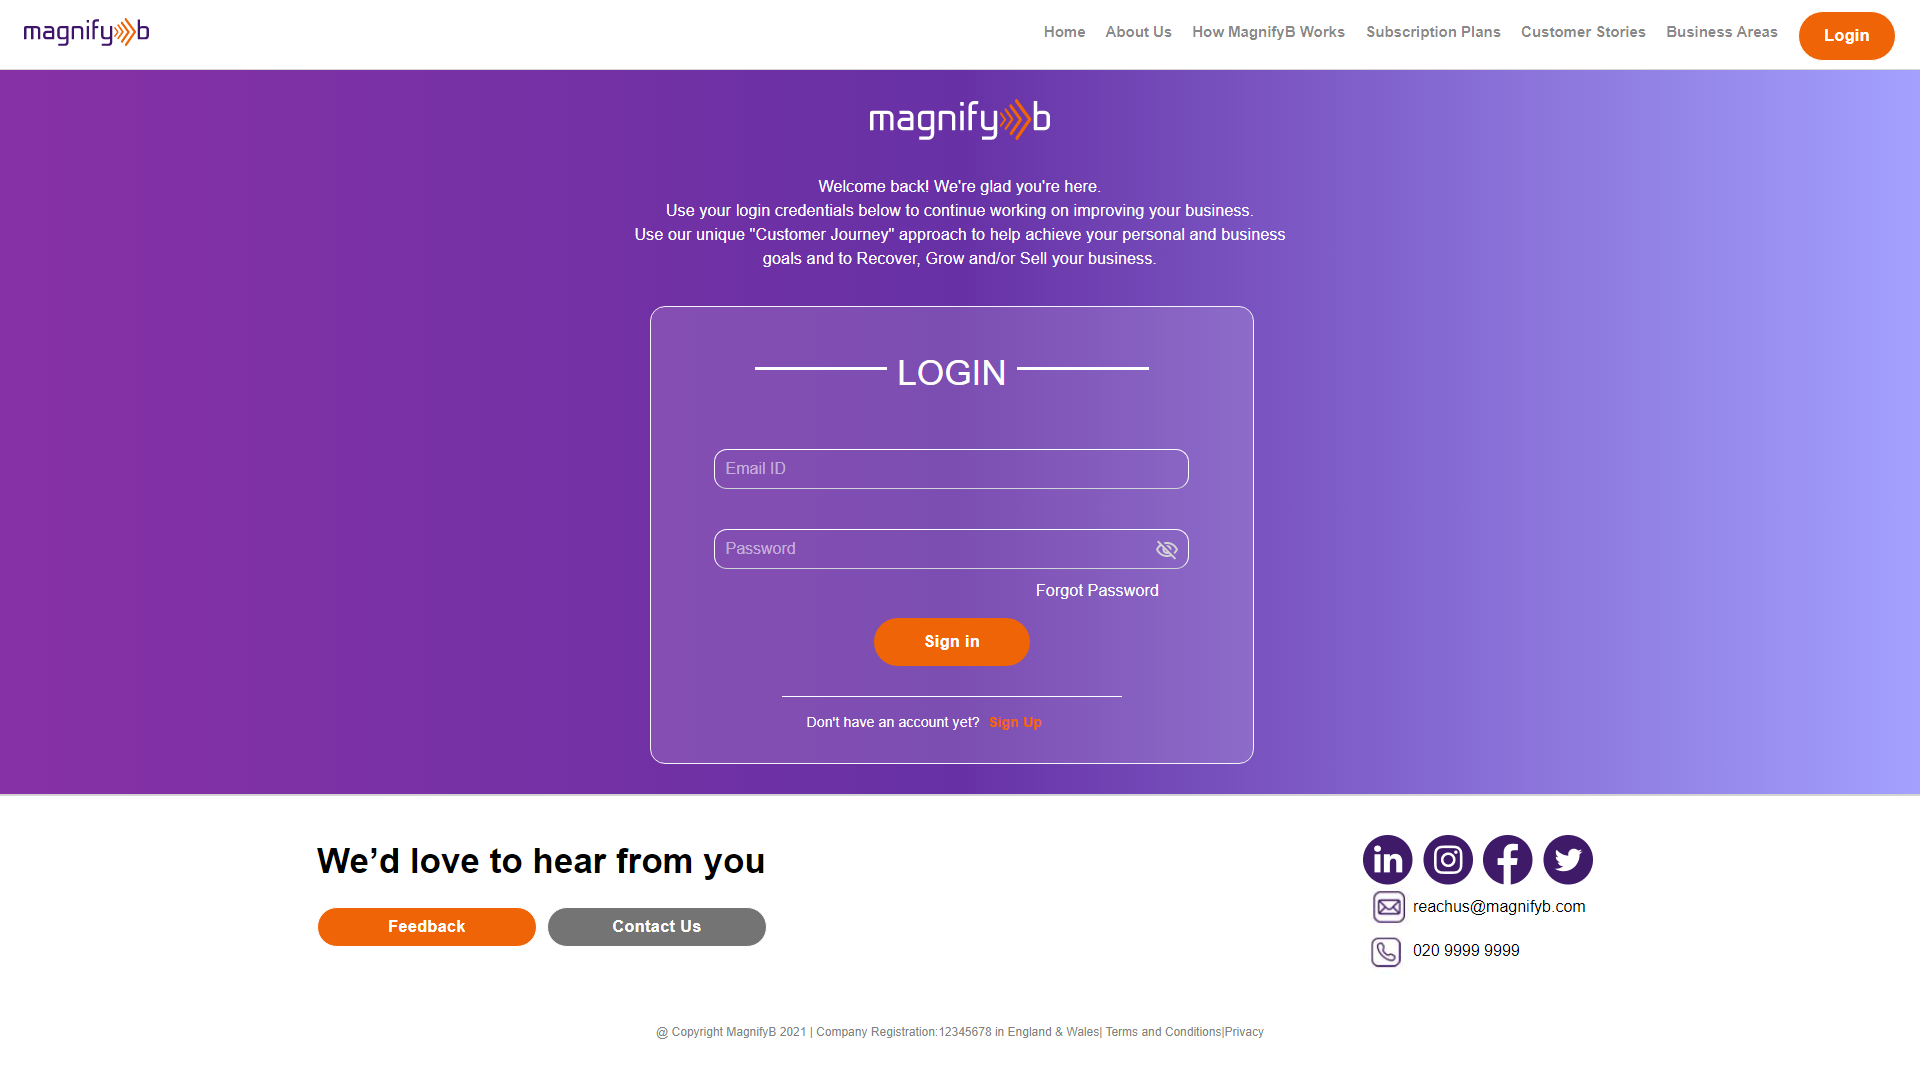 magnifyb
Home About Us How MagnifyB Works Subscription Plans Customer Stories Business Areas Login
magnifyb
Welcome back! We're glad you're here.
Use your login credentials below to continue working on improving your business.
Use our unique "Customer Journey" approach to help achieve your personal and business
goals and to Recover, Grow and/or Sell your business.
LOGIN
Email ID
Password
Forgot Password
Sign in
Don't have an account yet? Sign Up
We’d love to hear from you
Feedback Contact Us
in f
reachus@magnifyb.com
020 9999 9999
@ Copyright MagnifyB 2021 | Company Registration:12345678 in England & Wales| Terms and Conditions|Privacy